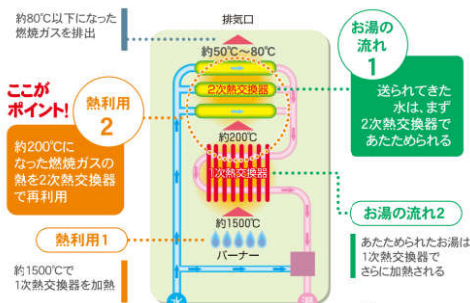 約80℃以下になった
燃焼ガスを排出
排気口
約50℃〜80℃
お湯の
流れ
1
送られてきた
水は、まず
2次熱交換器で
あたためられる
ここが
ポイント!
熱利用
2
約200℃に
なった燃焼ガスの
熱を2次熱交換器
で再利用
2次熱交換器
約200℃
1次熱交換器
約1500℃
バーナー
熱利用1
約1500℃で
1次熱交換器を加熱
お湯の流れ2
あたためられたお湯は
1次熱交換器で
さらに加熱される
水
湯